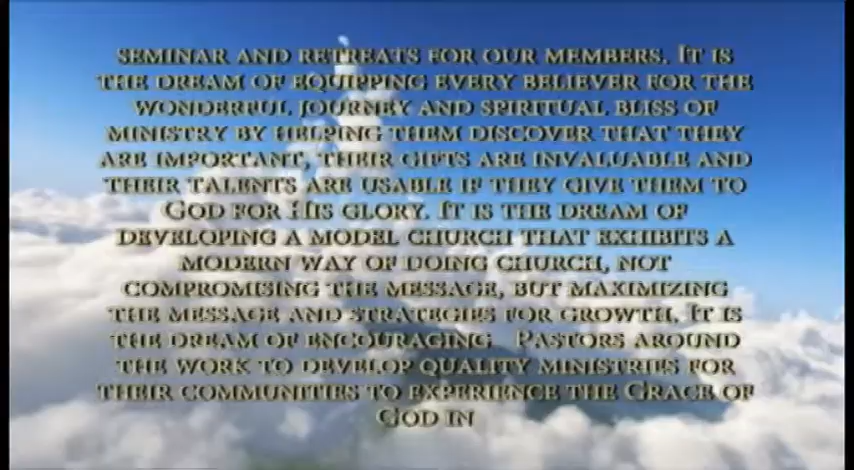 SEMINAR AND RETREATS FOR OUR MEMBERS. IT IS
THE DREAM OF EQUIPPING EVERY BELIEVER FOR THE
WONDERFUL JOURNEY AND SPIRITUAL BLISS OF
MINISTRY BY HELPING THEM DISCOVER THAT THEY
ARE IMPORTANT, THEIR GIFTS ARE INVALUABLE AND
THEIR TALENTS ARE USABLE IF THEY GIVE THEM TO
GOD FOR HIS GLORY. IT IS THE DREAM OF
DEVELOPING A MODEL CHURCH THAT EXHIBITS A
MODERN WAY OF DOING CHURCH, NOT
COMPROMISING THE MESSAGE, BUT MAXIMIZING
THE MESSAGE AND STRATEGIES FOR GROWTH. IT IS
THE DREAM OF ENCOURAGING PASTORS AROUND
THE WORK TO DEVELOP QUALITY MINISTRIES FOR
THEIR COMMUNITIES TO EXPERIENCE THE GRACE OF
GOD IN